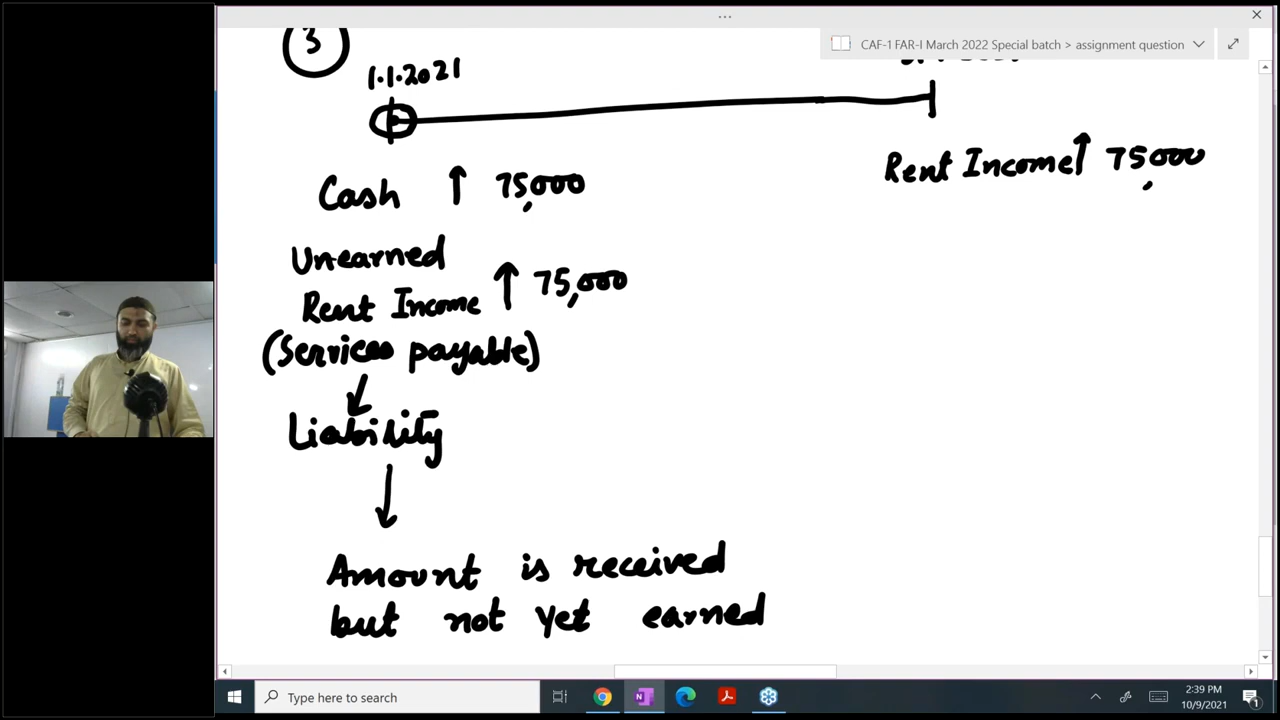 CAF-1 FAR-I March 2022 Special batch > assignment question
3
1.1.2021
Cash ↑ 75,000
Rent Income ↑ 75,000
Unearned
Rent Income ↑ 75,000
(Services payable)
↓
Liability
↓
Amount is received
but not yet earned
Type here to search
2:39 PM
10/9/2021
1